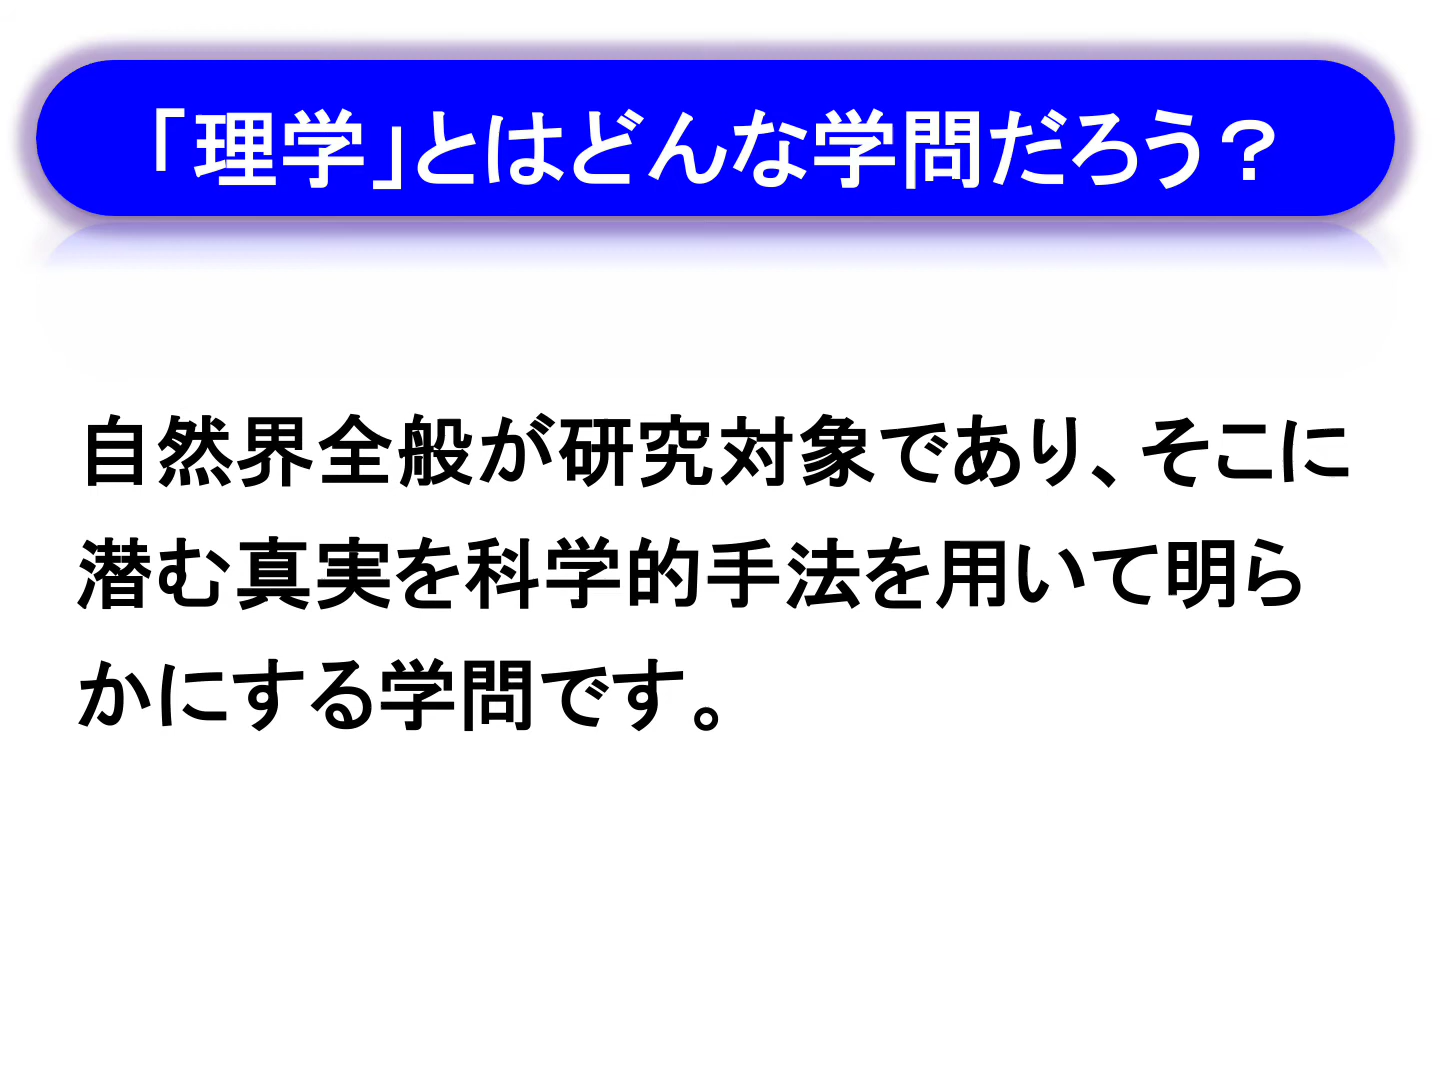 「理学」とはどんな学問だろう？
自然界全般が研究対象であり、そこに
潜む真実を科学的手法を用いて明ら
かにする学問です。